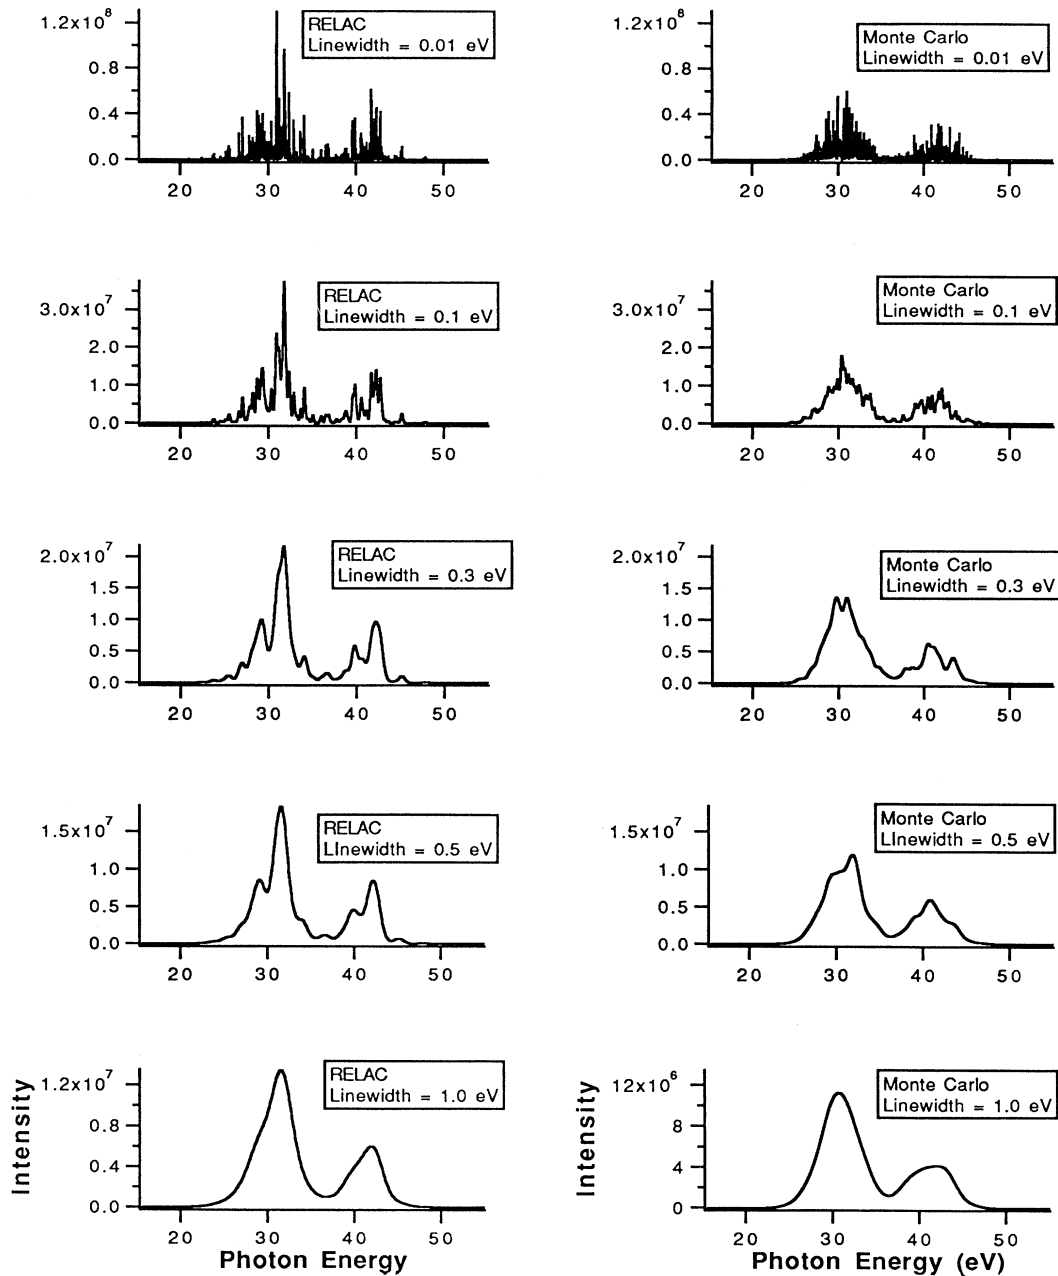 1.2x10^8
0.8
0.4
0.0
20 30 40 50
RELAC
Linewidth = 0.01 eV
1.2x10^8
0.8
0.4
0.0
20 30 40 50
Monte Carlo
Linewidth = 0.01 eV
3.0x10^7
2.0
1.0
0.0
20 30 40 50
RELAC
Linewidth = 0.1 eV
3.0x10^7
2.0
1.0
0.0
20 30 40 50
Monte Carlo
Linewidth = 0.1 eV
2.0x10^7
1.5
1.0
0.5
0.0
20 30 40 50
RELAC
Linewidth = 0.3 eV
2.0x10^7
1.5
1.0
0.5
0.0
20 30 40 50
Monte Carlo
Linewidth = 0.3 eV
1.5x10^7
1.0
0.5
0.0
20 30 40 50
RELAC
LInewidth = 0.5 eV
1.5x10^7
1.0
0.5
0.0
20 30 40 50
Monte Carlo
LInewidth = 0.5 eV
Intensity
1.2x10^7
0.8
0.4
0.0
20 30 40 50
Photon Energy
RELAC
Linewidth = 1.0 eV
Intensity
12x10^6
8
4
0
20 30 40 50
Photon Energy (eV)
Monte Carlo
Linewidth = 1.0 eV